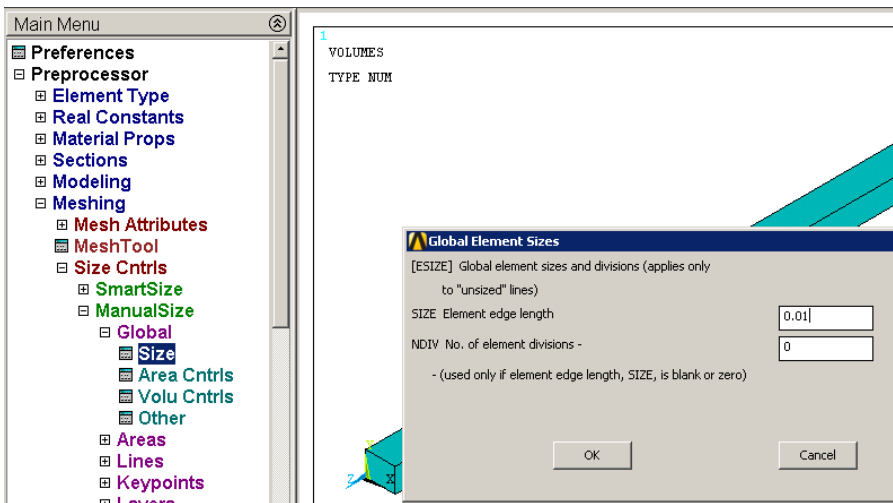 Main Menu
Preferences
Preprocessor
Element Type
Real Constants
Material Props
Sections
Modeling
Meshing
Mesh Attributes
MeshTool
Size Cntrls
SmartSize
ManualSize
Global
Size
Area Cntrls
Volu Cntrls
Other
Areas
Lines
Keypoints
Layers
1
VOLUMES
TYPE NUM
Y
Z
X
Global Element Sizes
[ESIZE] Global element sizes and divisions (applies only
to "unsized" lines)
SIZE Element edge length
0.01
NDIV No. of element divisions -
0
- (used only if element edge length, SIZE, is blank or zero)
OK
Cancel